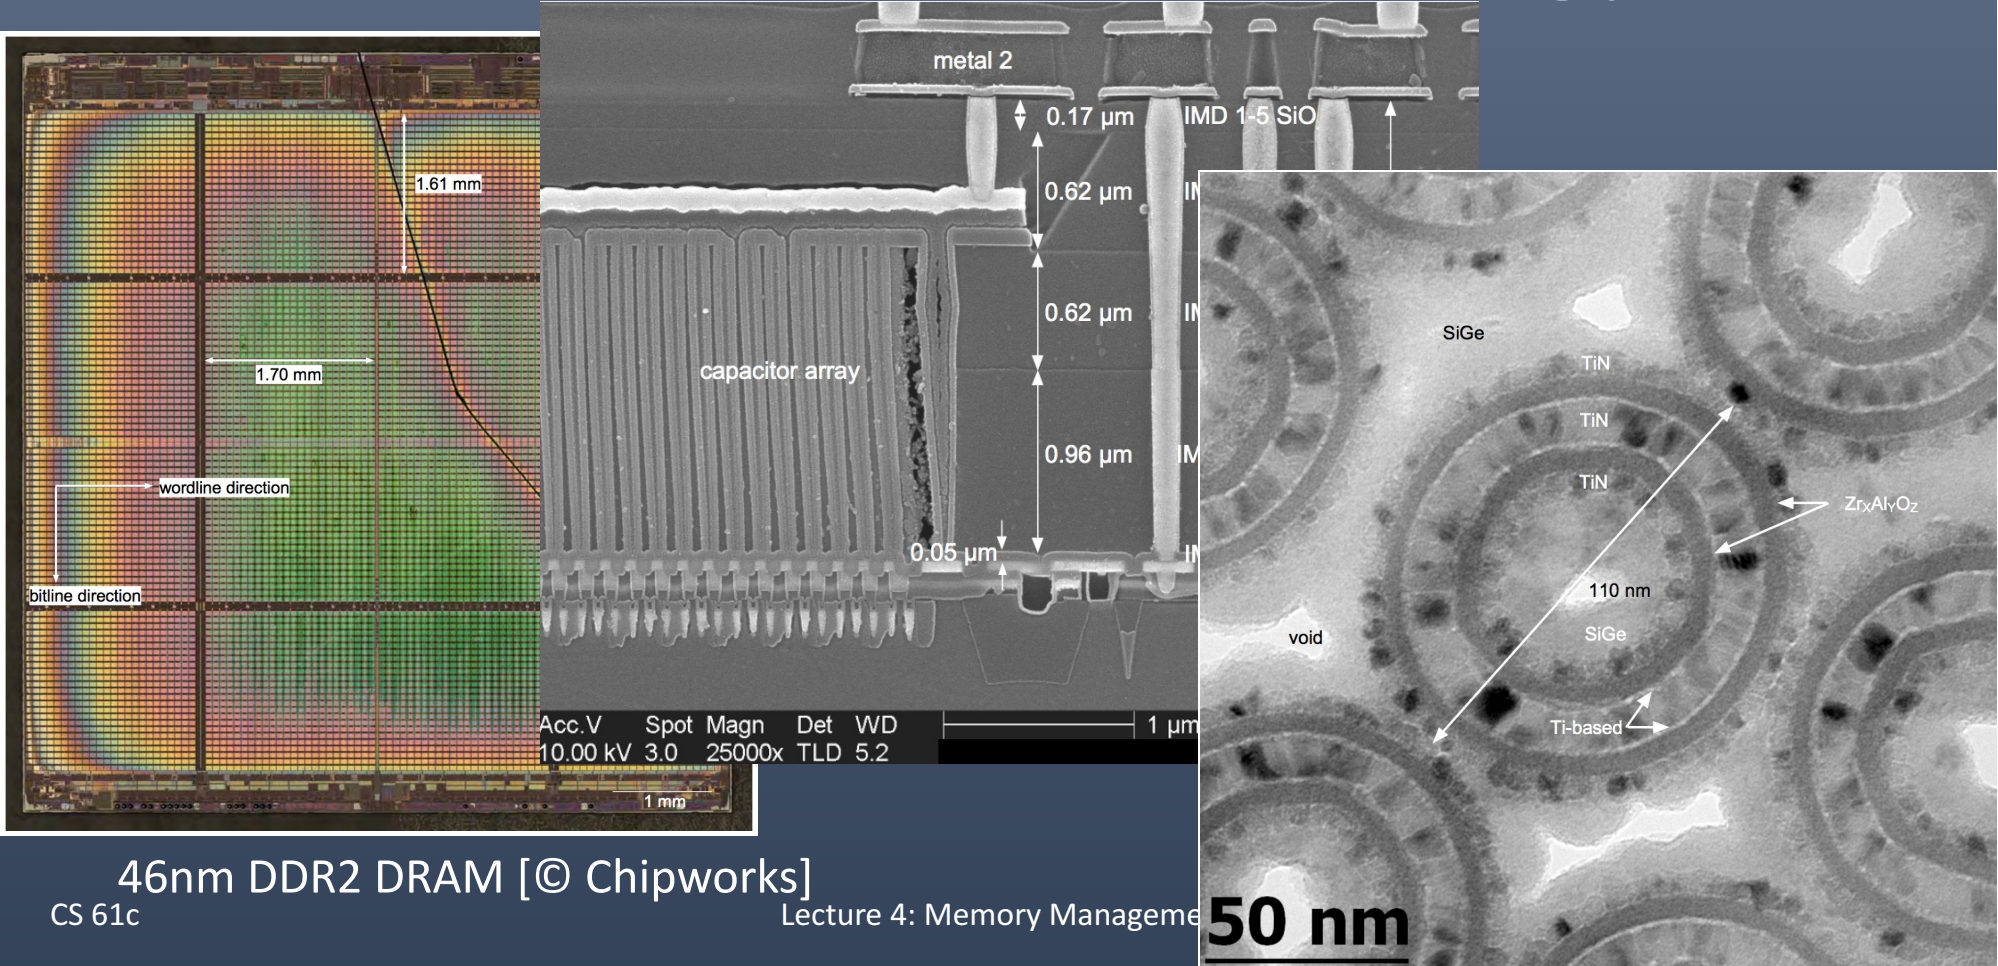 1.61 mm
1.70 mm
wordline direction
bitline direction
1 mm
metal 2
0.17 µm
IMD 1-5 SiO
0.62 µm
0.62 µm
capacitor array
0.96 µm
0.05 µm
Acc.V Spot Magn Det WD
10.00 kV 3.0 25000x TLD 5.2
1 µm
SiGe
TiN
TiN
TiN
ZrXAlYOZ
110 nm
SiGe
void
Ti-based
50 nm
46nm DDR2 DRAM [© Chipworks]
CS 61c
Lecture 4: Memory Manageme